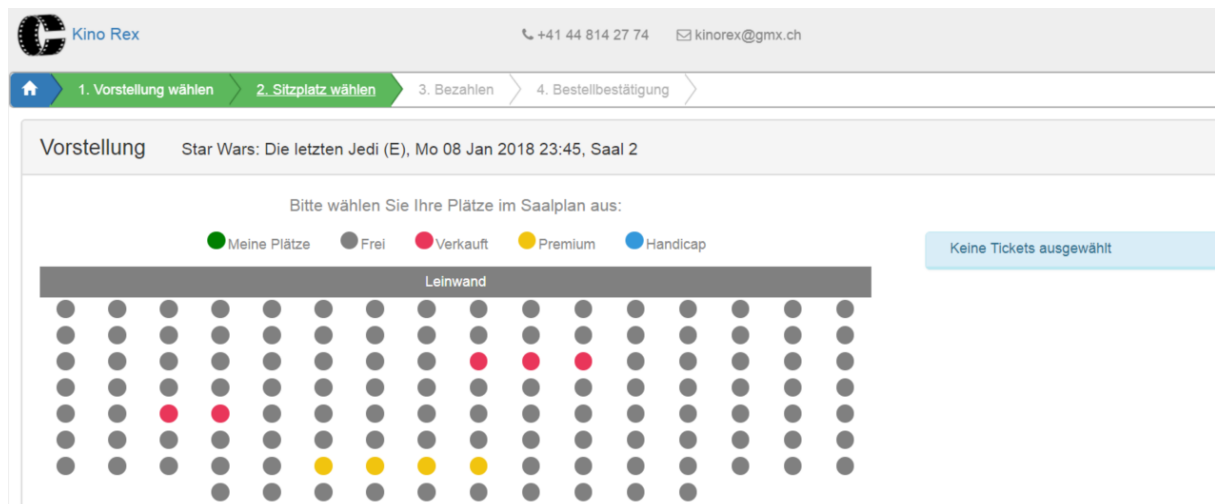 Kino Rex
+41 44 814 27 74 kinorex@gmx.ch
1. Vorstellung wählen 2. Sitzplatz wählen 3. Bezahlen 4. Bestellbestätigung
Vorstellung Star Wars: Die letzten Jedi (E), Mo 08 Jan 2018 23:45, Saal 2
Bitte wählen Sie Ihre Plätze im Saalplan aus:
Meine Plätze Frei Verkauft Premium Handicap
Keine Tickets ausgewählt
Leinwand